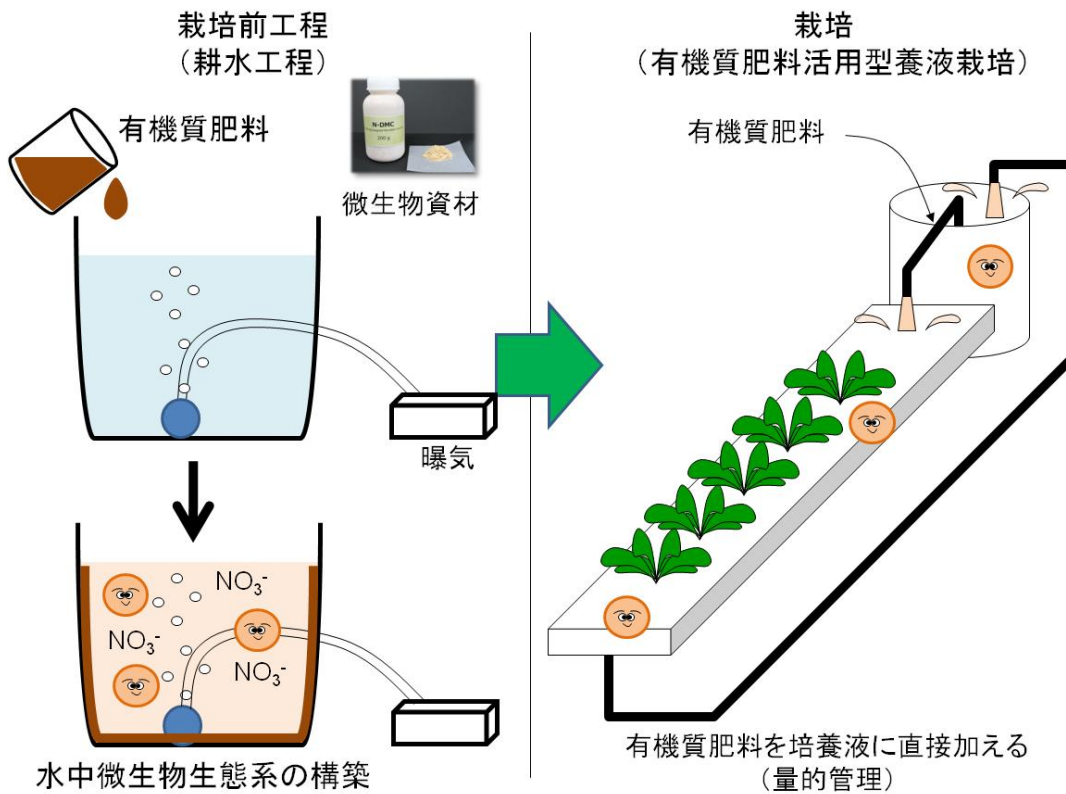 栽培前工程
（耕水工程）
有機質肥料
N-DMC
200 g
微生物資材
曝気
NO₃⁻
NO₃⁻
NO₃⁻
水中微生物生態系の構築
栽培
（有機質肥料活用型養液栽培）
有機質肥料
有機質肥料を培養液に直接加える
（量的管理）